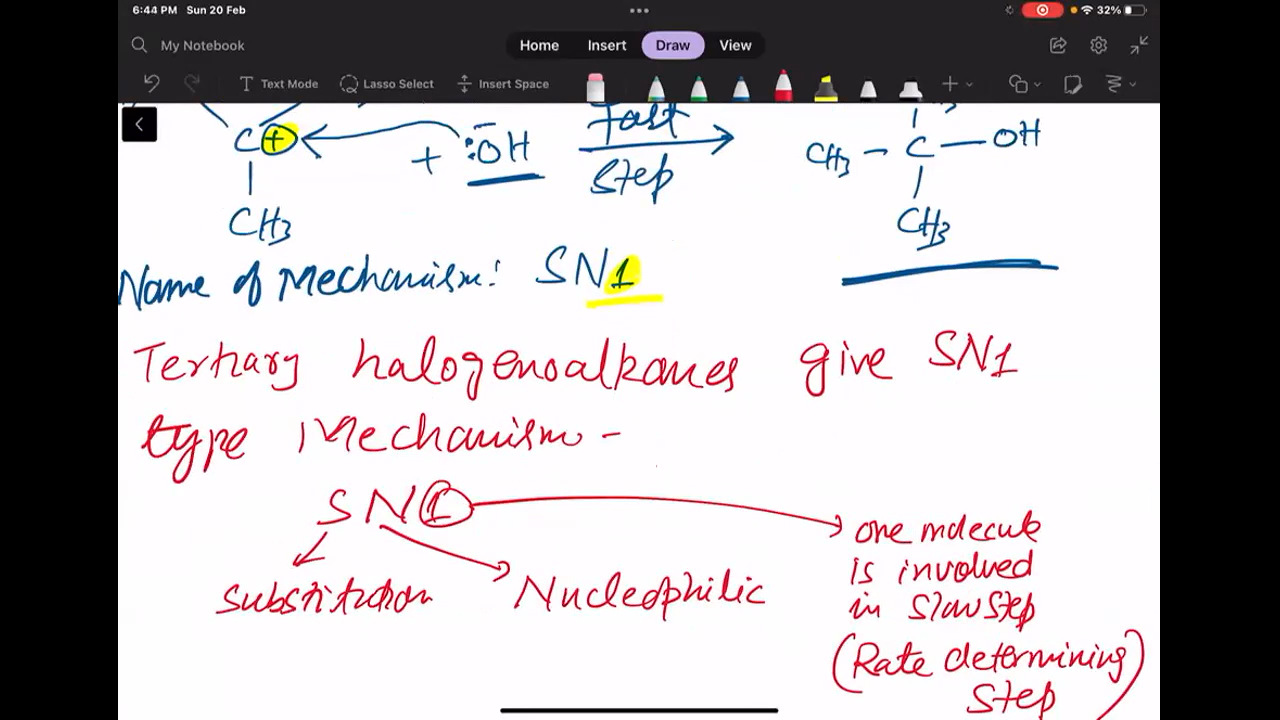 6:44 PM Sun 20 Feb
32%
My Notebook
Home Insert Draw View
Text Mode Lasso Select Insert Space
C + + :OH Fast Step CH3 - C - OH
CH3 CH3
Name of Mechanism: SN1
Tertiary halogenoalkanes give SN1
type Mechanism -
SN1
Substitution Nucleophilic
one molecule
is involved
in slow step
(Rate determining
Step)